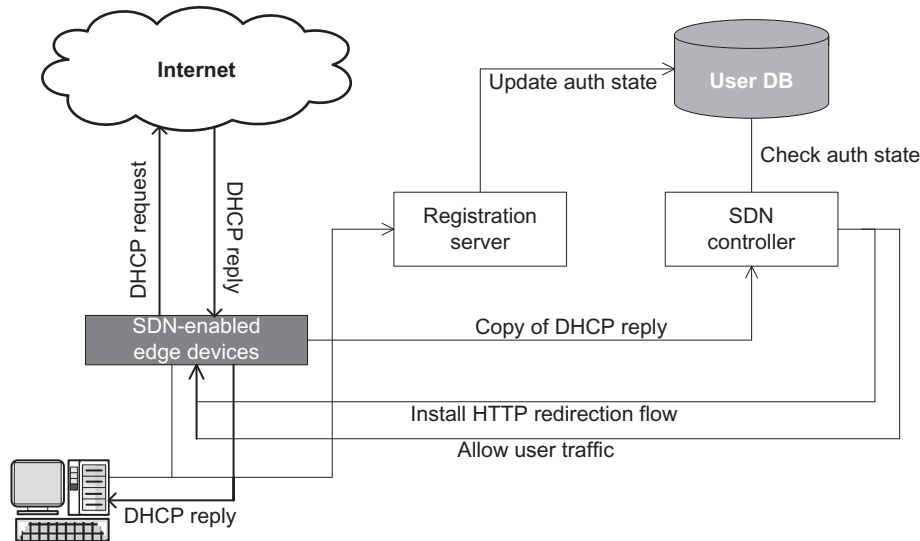 Internet
User DB
Update auth state
Check auth state
DHCP request
DHCP reply
Registration
server
SDN
controller
SDN-enabled
edge devices
Copy of DHCP reply
Install HTTP redirection flow
Allow user traffic
DHCP reply